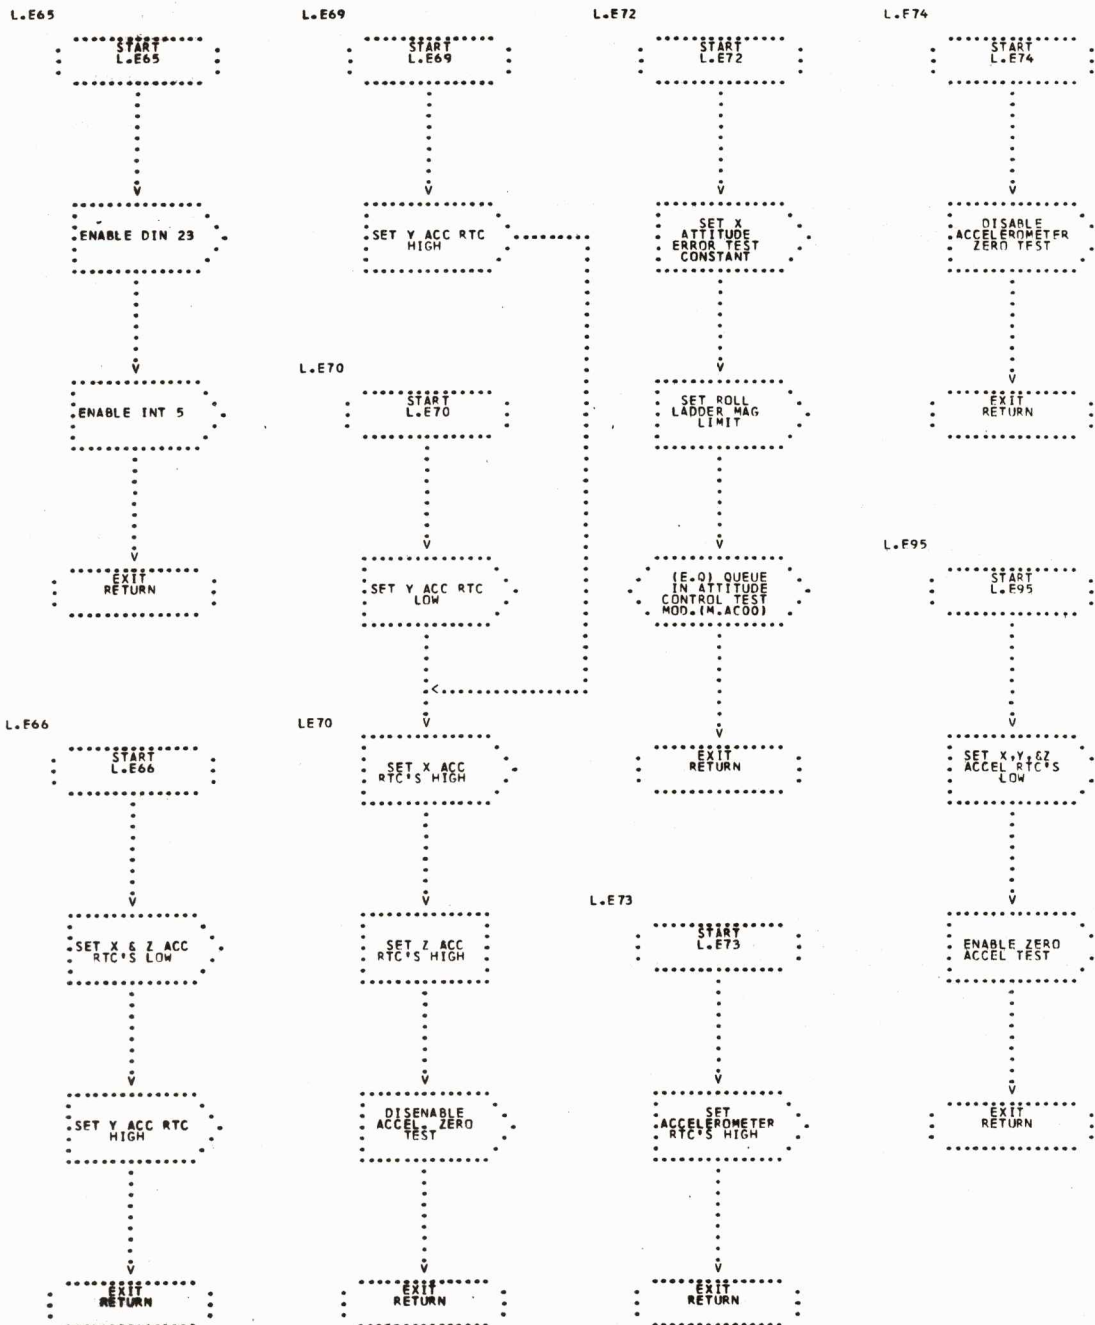 L.E65
START
L.E65
ENABLE DIN 23
ENABLE INT 5
EXIT
RETURN
L.E66
START
L.E66
SET X & Z ACC
RTC'S LOW
SET Y ACC RTC
HIGH
EXIT
RETURN
L.E69
START
L.E69
SET Y ACC RTC
HIGH
L.E70
START
L.E70
SET Y ACC RTC
LOW
LE70
SET X ACC
RTC'S HIGH
SET Z ACC
RTC'S HIGH
DISENABLE
ACCEL. ZERO
TEST
EXIT
RETURN
L.E72
START
L.E72
SET X
ATTITUDE
ERROR TEST
CONSTANT
SET ROLL
LADDER MAG
LIMIT
(E.Q) QUEUE
IN ATTITUDE
CONTROL TEST
MOD.(M.AC00)
EXIT
RETURN
L.E73
START
L.E73
SET
ACCELEROMETER
RTC'S HIGH
EXIT
RETURN
L.E74
START
L.E74
DISABLE
ACCELEROMETER
ZERO TEST
EXIT
RETURN
L.E95
START
L.E95
SET X,Y,&Z
ACCEL RTC'S
LOW
ENABLE ZERO
ACCEL TEST
EXIT
RETURN